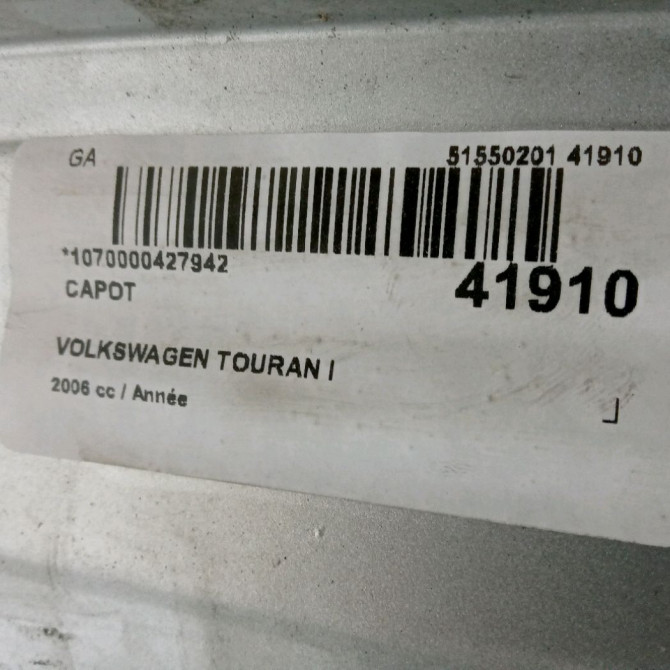 GA 51550201 41910
*1070000427942
41910
CAPOT
VOLKSWAGEN TOURAN I
2006 cc / Année